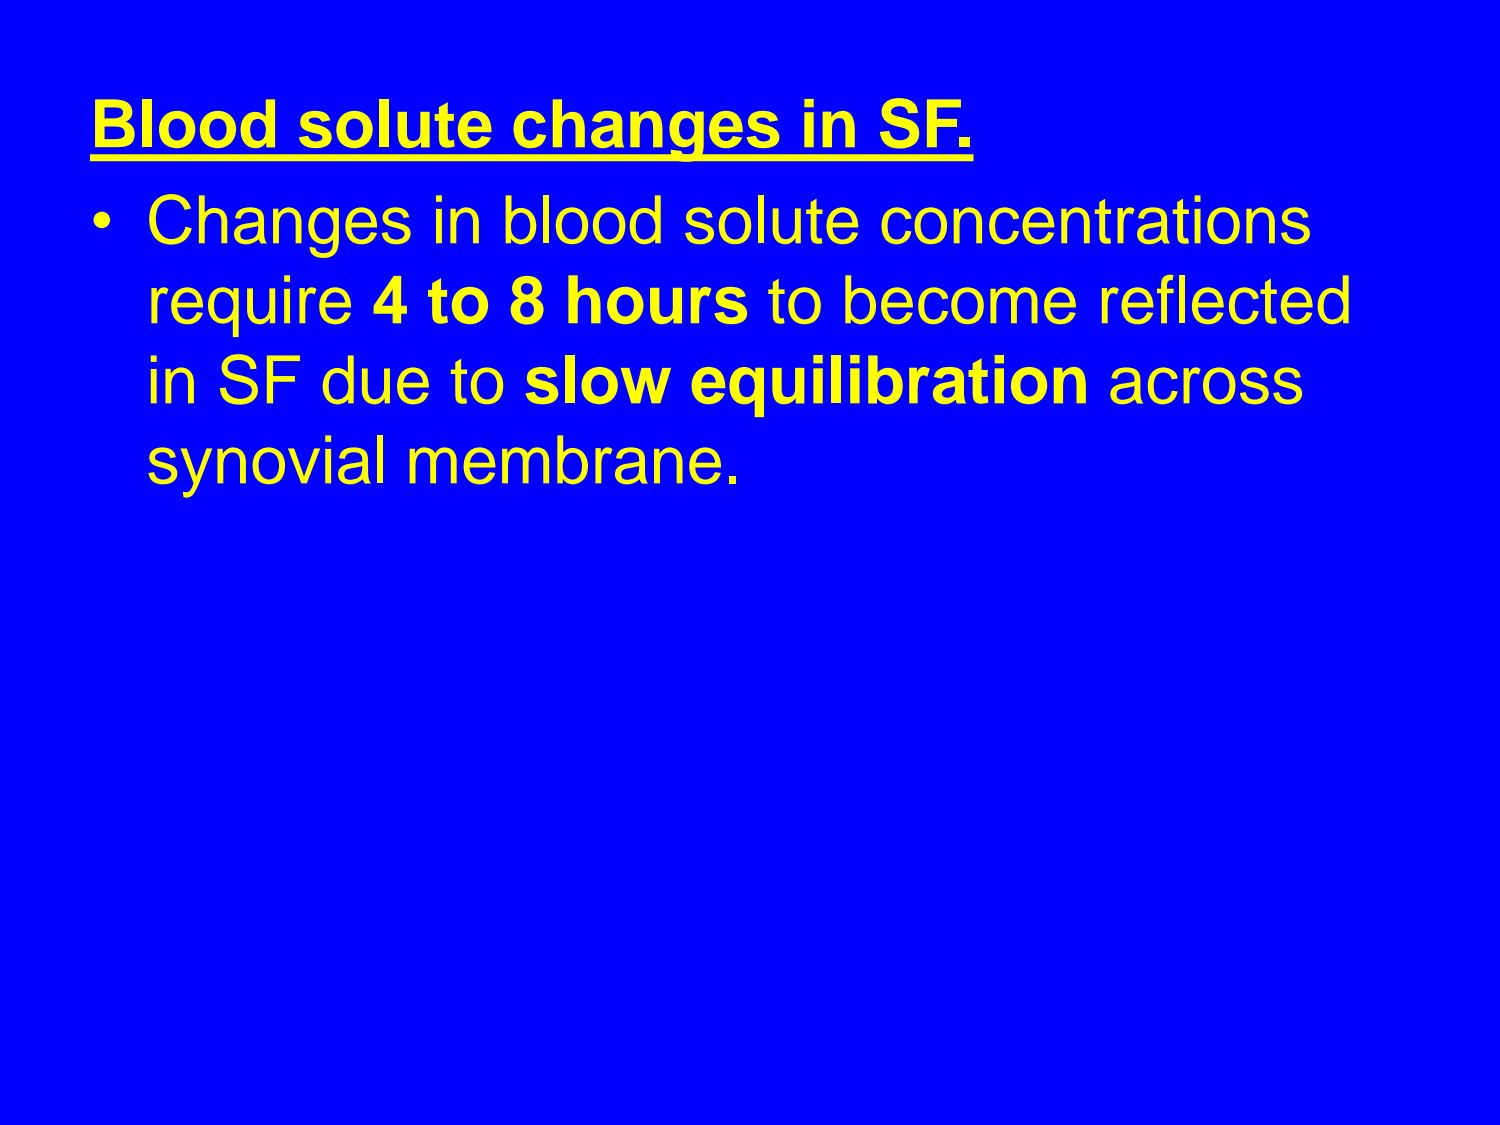 Blood solute changes in SF.
• Changes in blood solute concentrations
require 4 to 8 hours to become reflected
in SF due to slow equilibration across
synovial membrane.